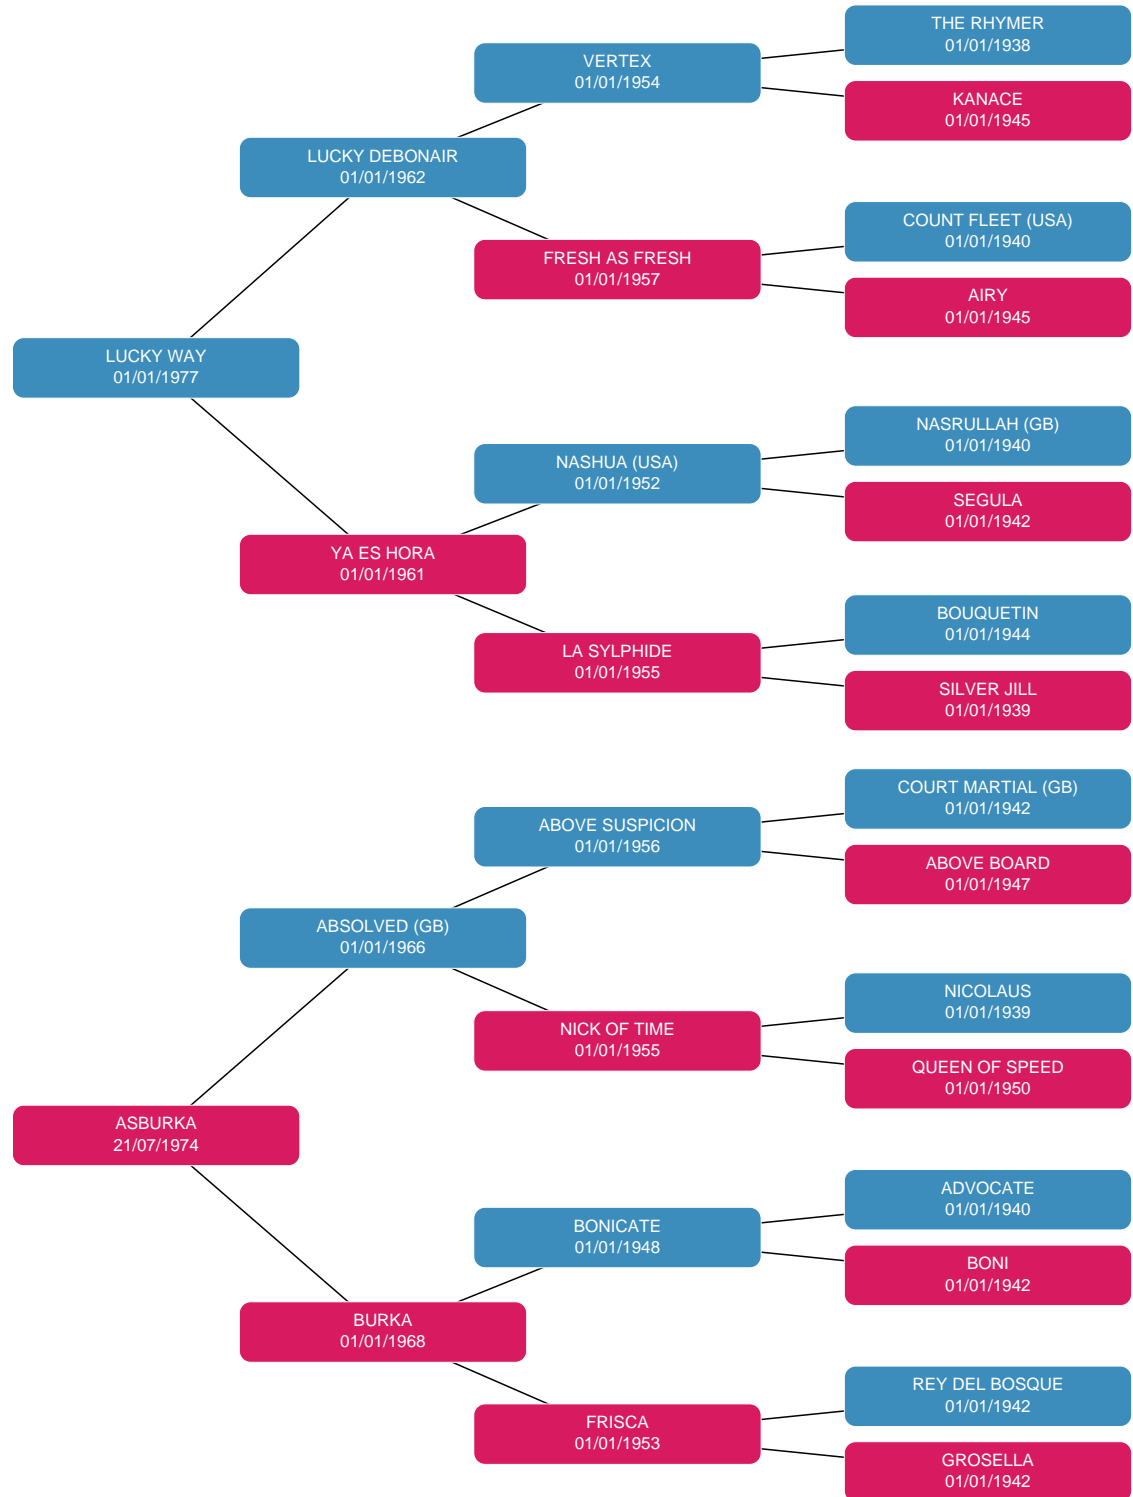 THE RHYMER
01/01/1938
VERTEX
01/01/1954
KANACE
01/01/1945
LUCKY DEBONAIR
01/01/1962
COUNT FLEET (USA)
01/01/1940
FRESH AS FRESH
01/01/1957
AIRY
01/01/1945
LUCKY WAY
01/01/1977
NASRULLAH (GB)
01/01/1940
NASHUA (USA)
01/01/1952
SEGULA
01/01/1942
YA ES HORA
01/01/1961
BOUQUETIN
01/01/1944
LA SYLPHIDE
01/01/1955
SILVER JILL
01/01/1939
COURT MARTIAL (GB)
01/01/1942
ABOVE SUSPICION
01/01/1956
ABOVE BOARD
01/01/1947
ABSOLVED (GB)
01/01/1966
NICOLAUS
01/01/1939
NICK OF TIME
01/01/1955
QUEEN OF SPEED
01/01/1950
ASBURKA
21/07/1974
ADVOCATE
01/01/1940
BONICATE
01/01/1948
BONI
01/01/1942
BURKA
01/01/1968
REY DEL BOSQUE
01/01/1942
FRISCA
01/01/1953
GROSELLA
01/01/1942